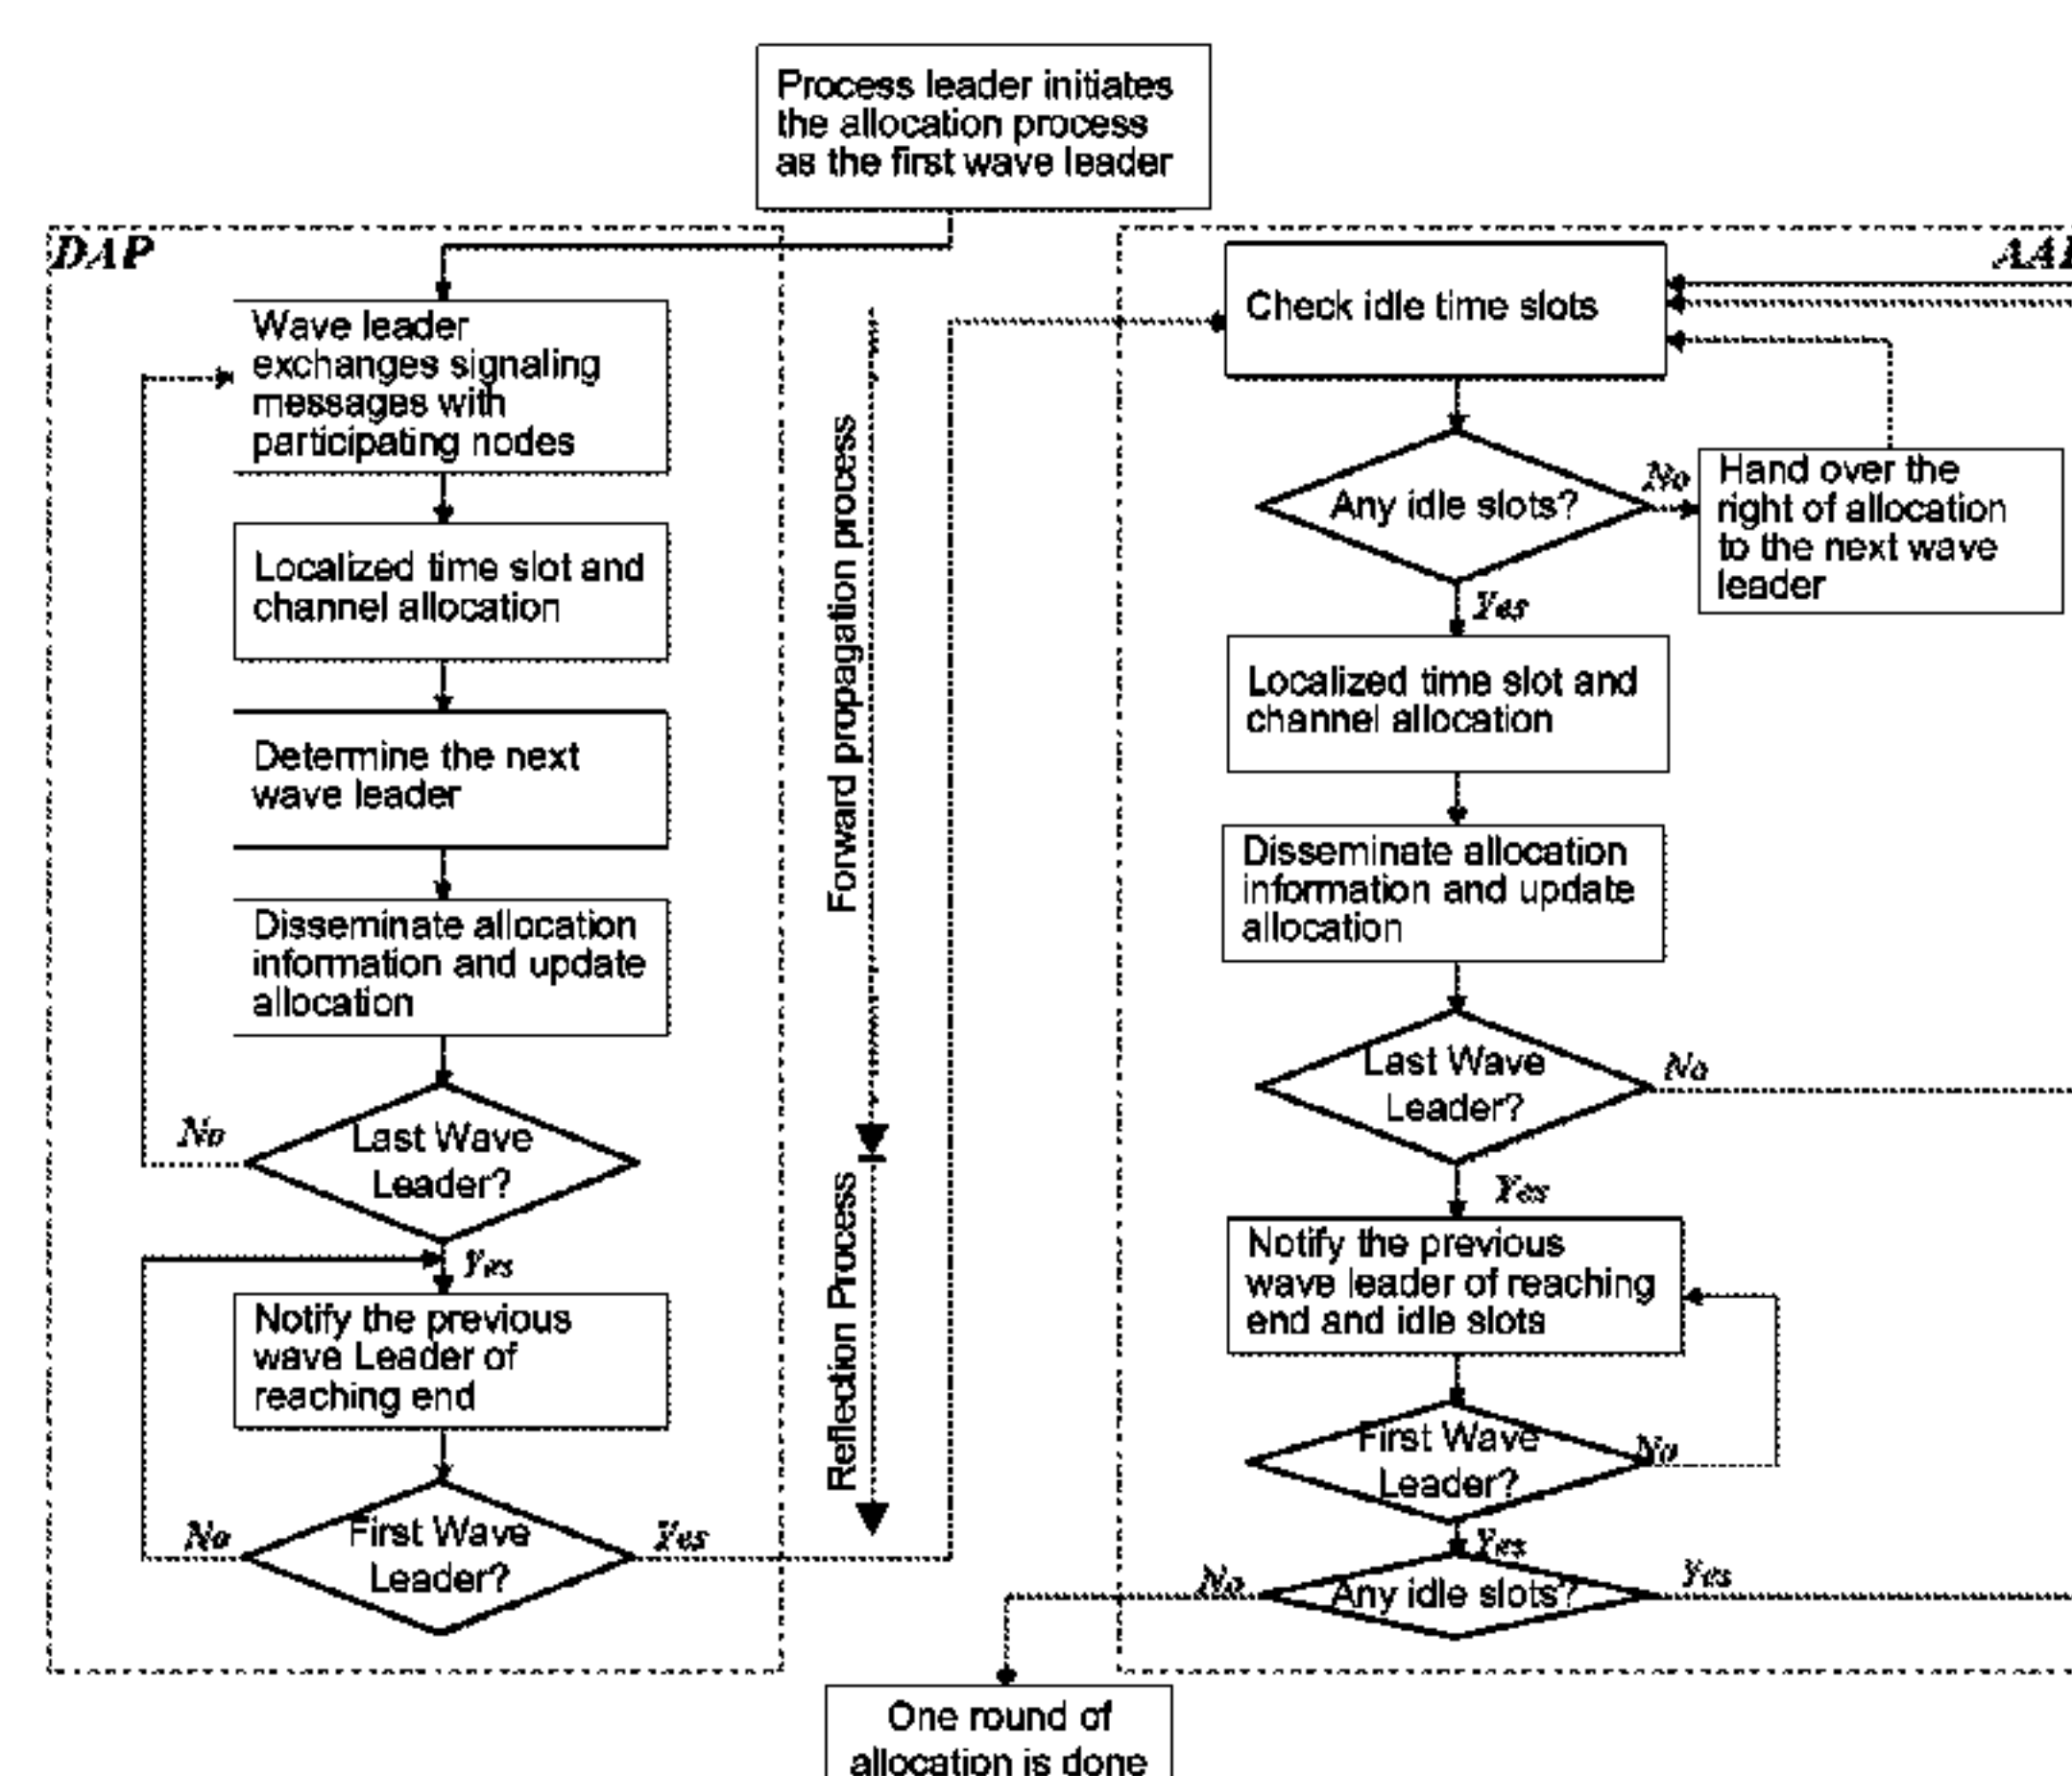 Process leader initiates
the allocation process
as the first wave leader
DAP
Wave leader
exchanges signaling
messages with
participating nodes
Localized time slot and
channel allocation
Determine the next
wave leader
Disseminate allocation
information and update
allocation
Last Wave
Leader?
No
yes
Notify the previous
wave Leader of
reaching end
First Wave
Leader?
No
Yes
Forward propagation process
Reflection Process
Check idle time slots
Any idle slots?
No
Hand over the
right of allocation
to the next wave
leader
Yes
Localized time slot and
channel allocation
Disseminate allocation
information and update
allocation
Last Wave
Leader?
No
Yes
Notify the previous
wave leader of reaching
end and idle slots
First Wave
Leader?
No
Yes
Any idle slots?
No
Yes
One round of
allocation is done